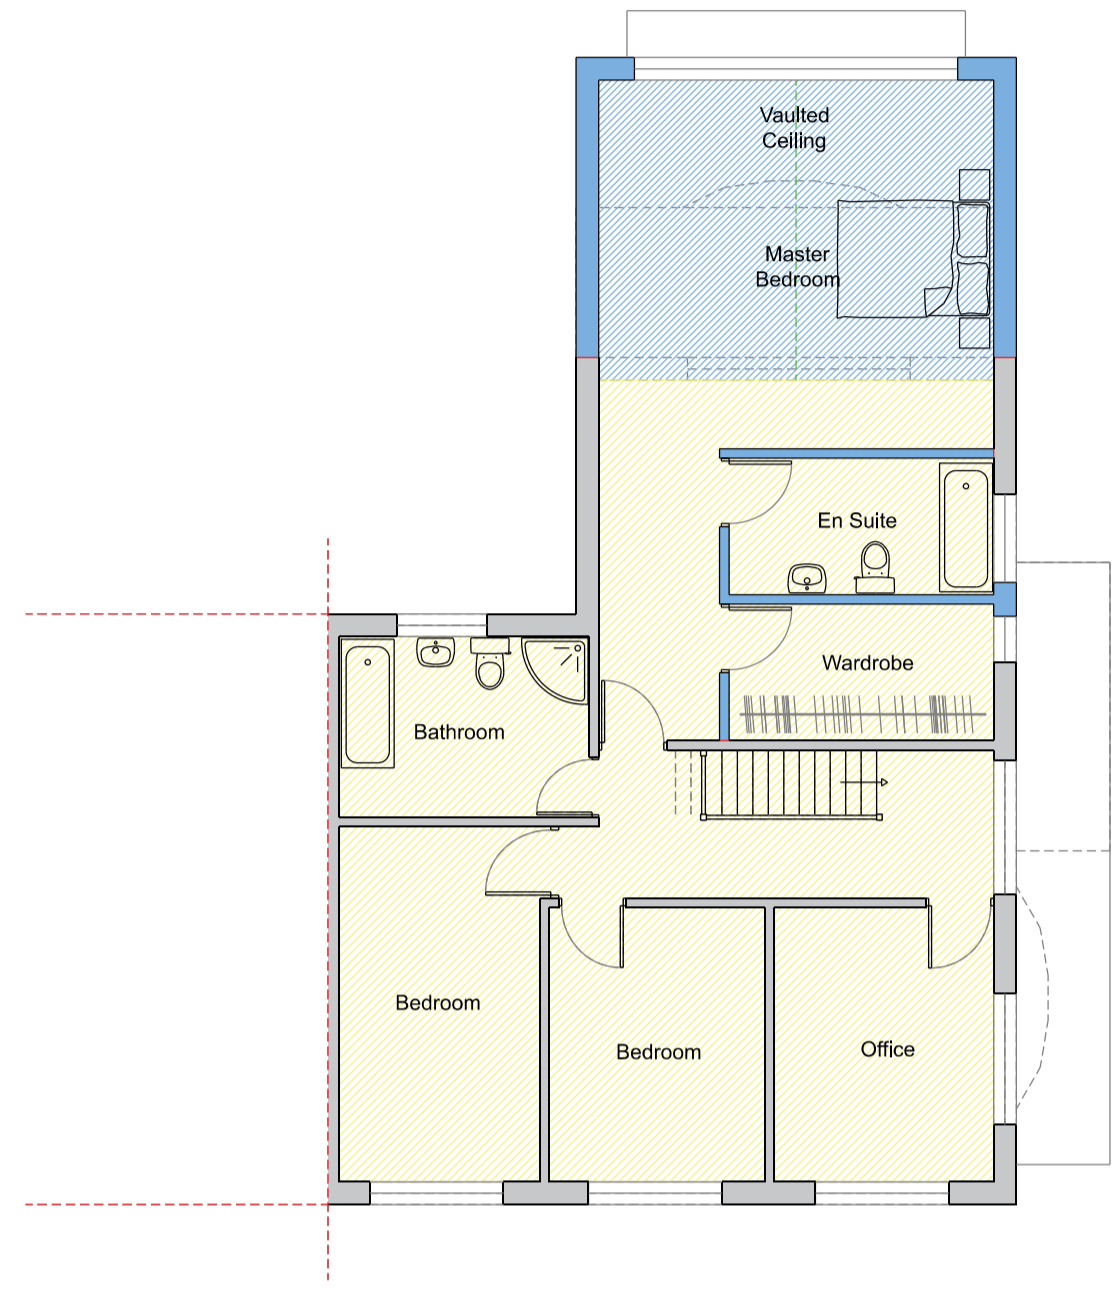 Vaulted
Ceiling
Master
Bedroom
En Suite
Wardrobe
Bathroom
Bedroom
Bedroom
Office